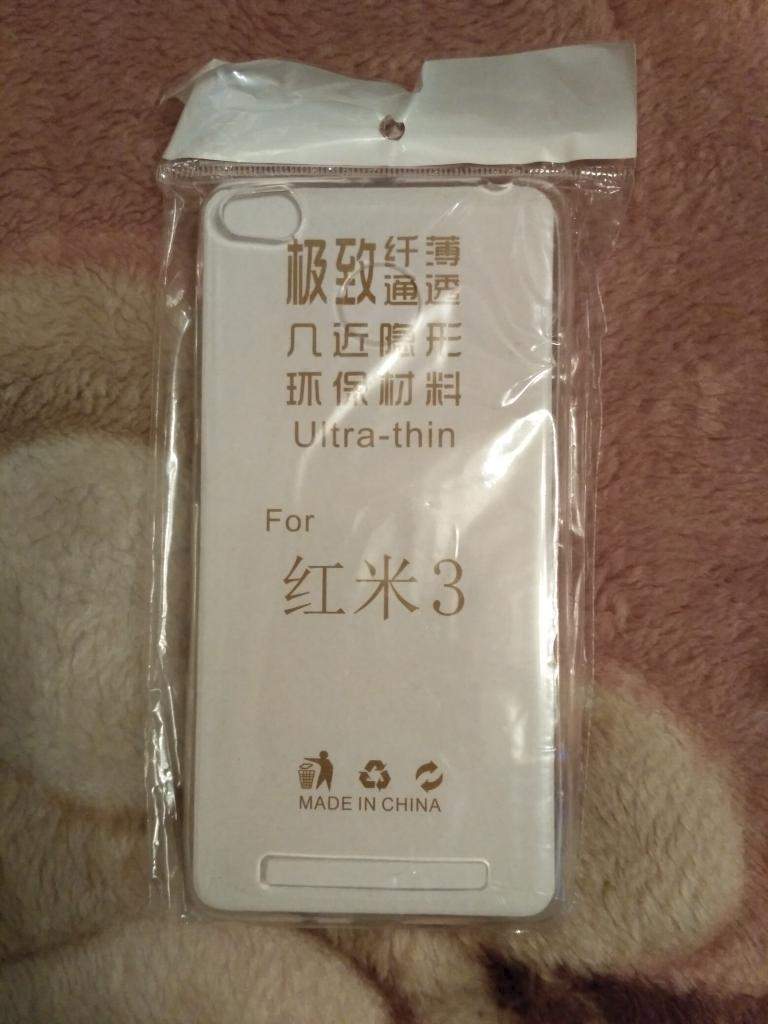 极致纤薄
通透
几近隐形
环保材料
Ultra-thin
For
红米3
MADE IN CHINA